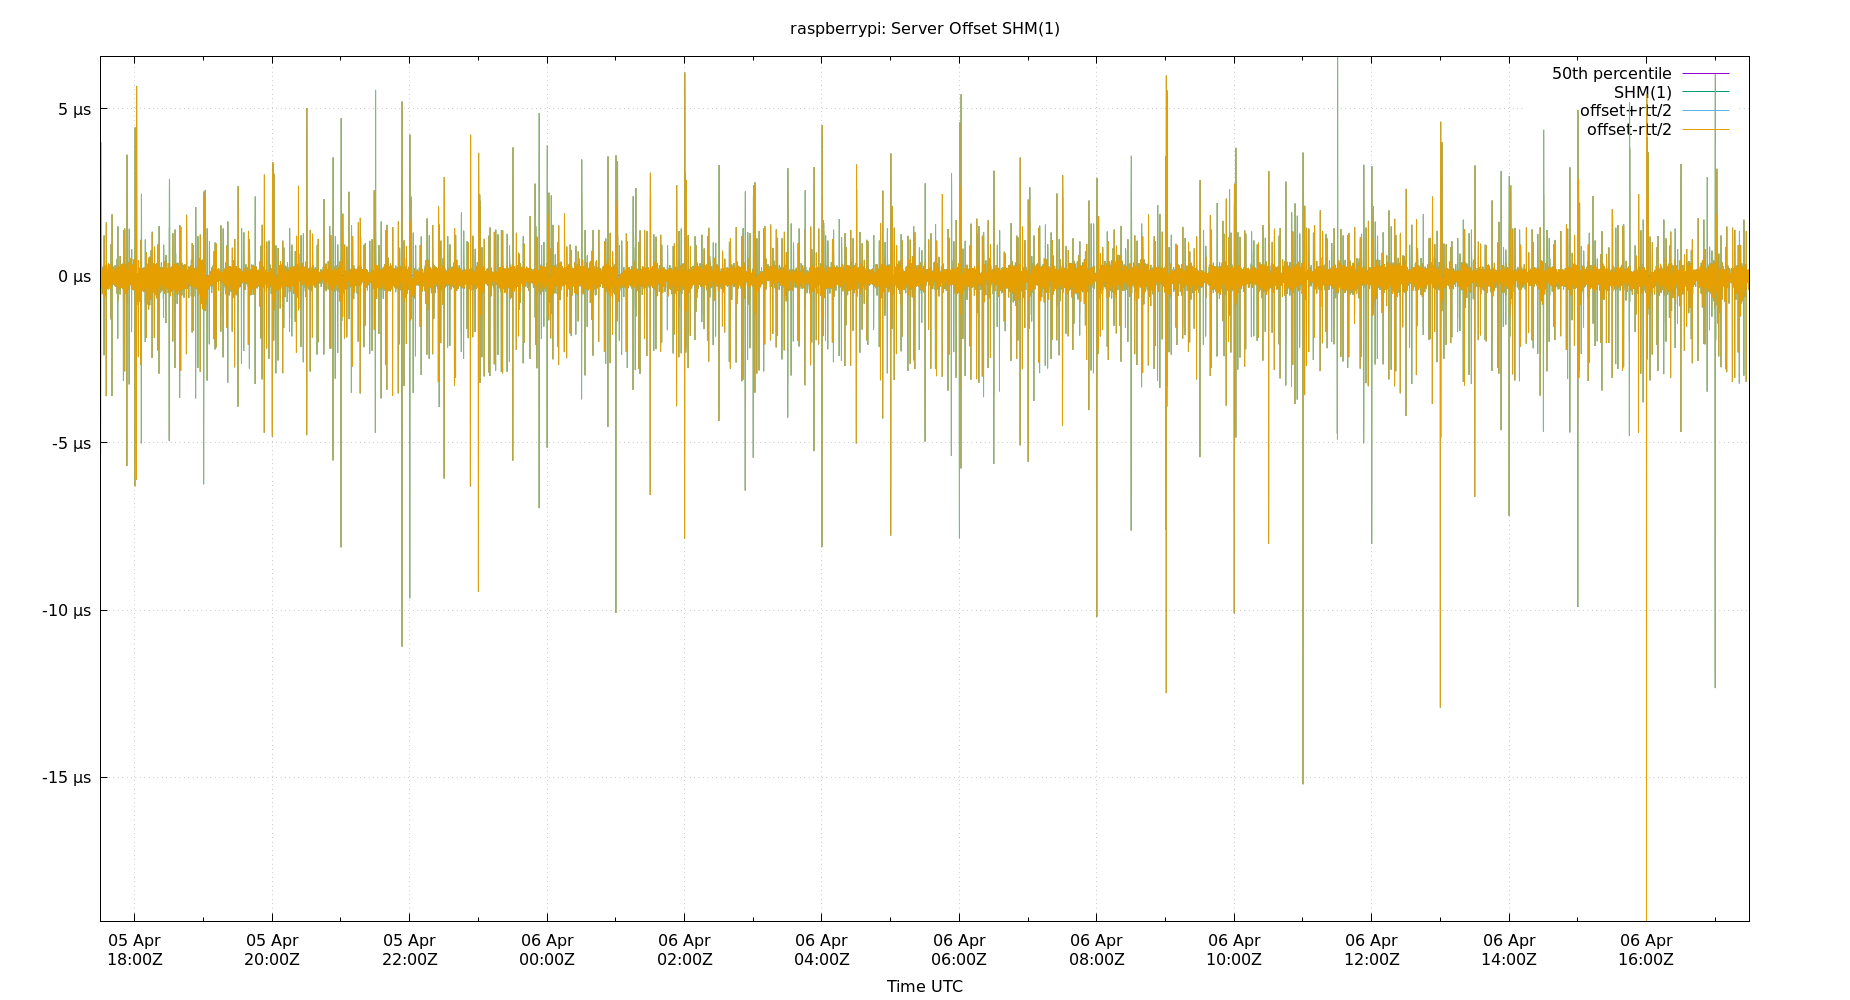 raspberrypi: Server Offset SHM(1)
50th percentile
SHM(1)
offset+rtt/2
offset-rtt/2
5 µs
0 µs
-5 µs
-10 µs
-15 µs
05 Apr 05 Apr 05 Apr 06 Apr 06 Apr 06 Apr 06 Apr 06 Apr 06 Apr 06 Apr 06 Apr 06 Apr
18:00Z 20:00Z 22:00Z 00:00Z 02:00Z 04:00Z 06:00Z 08:00Z 10:00Z 12:00Z 14:00Z 16:00Z
Time UTC